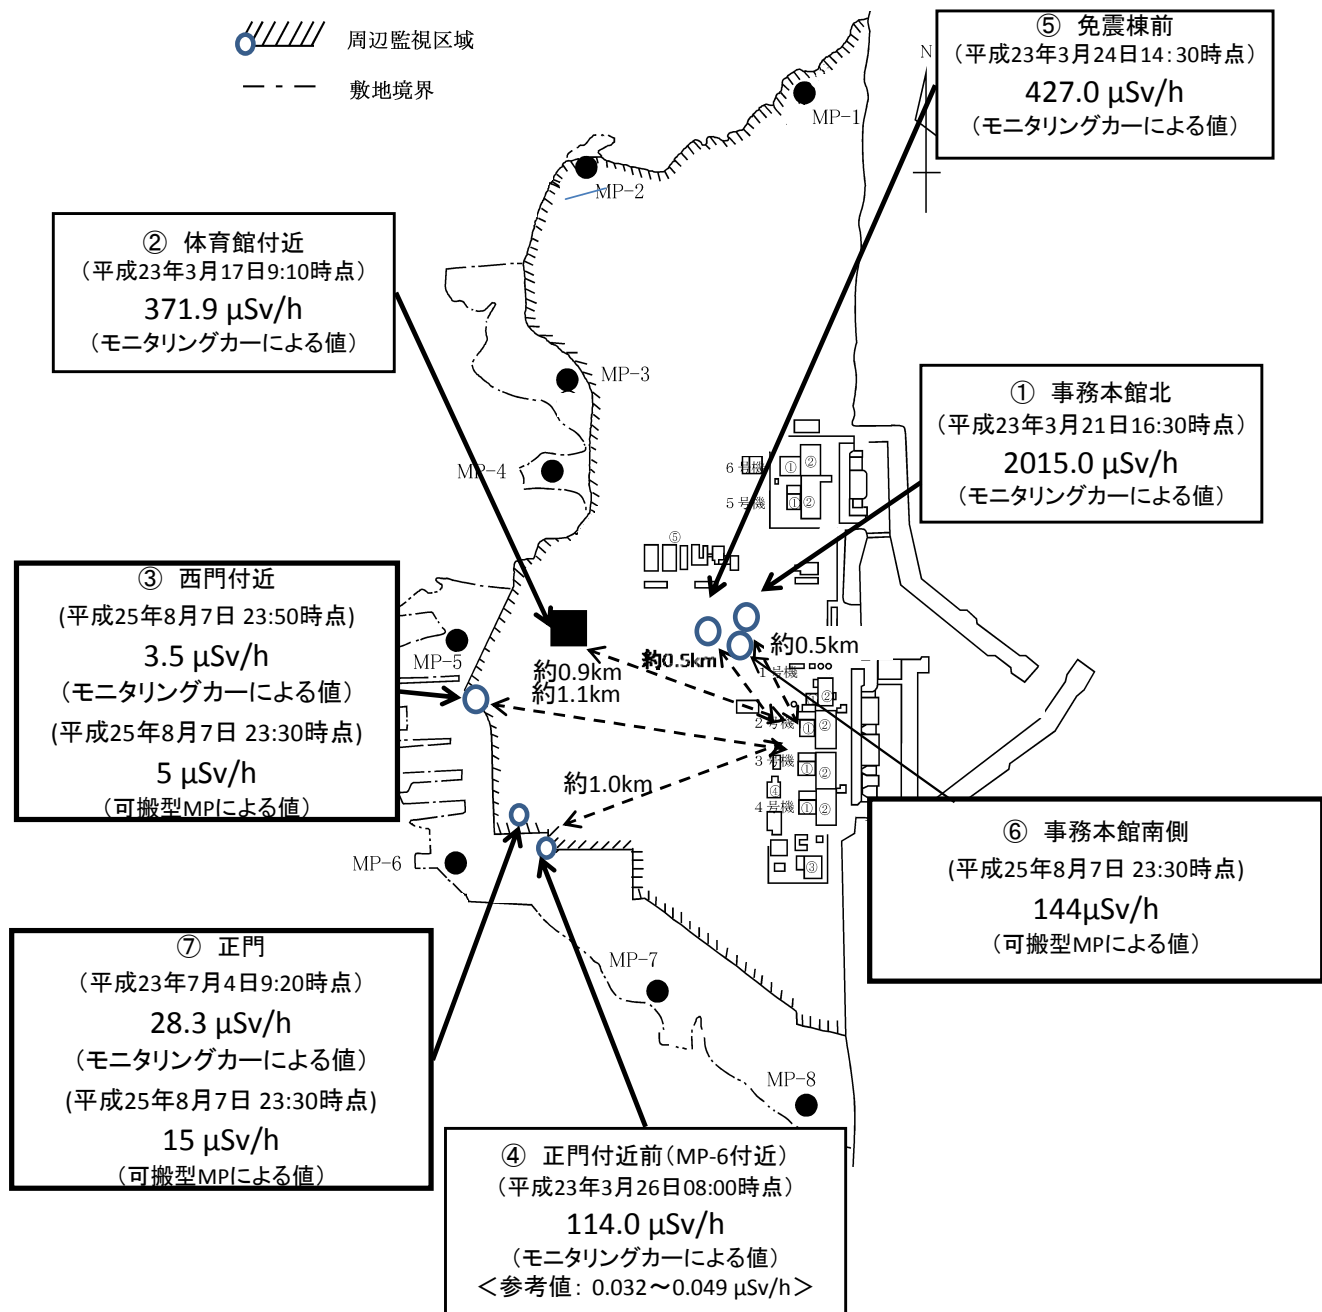 周辺監視区域
敷地境界
⑤ 免震棟前
（平成23年3月24日14:30時点）
427.0 μSv/h
（モニタリングカーによる値）
N
MP-1
MP-2
② 体育館付近
（平成23年3月17日9:10時点）
371.9 μSv/h
（モニタリングカーによる値）
MP-3
① 事務本館北
（平成23年3月21日16:30時点）
2015.0 μSv/h
（モニタリングカーによる値）
MP-4
6号機
① ②
5号機
① ②
⑤
③ 西門付近
(平成25年8月7日 23:50時点)
3.5 μSv/h
（モニタリングカーによる値）
(平成25年8月7日 23:30時点)
5 μSv/h
（可搬型MPによる値）
MP-5
約0.9km
約1.1km
約0.5km
約0.5km
1号機
②
2号機
① ②
3号機
① ②
④
4号機
① ②
③
約1.0km
MP-6
⑥ 事務本館南側
(平成25年8月7日 23:30時点)
144μSv/h
（可搬型MPによる値）
⑦ 正門
（平成23年7月4日9:20時点）
28.3 μSv/h
（モニタリングカーによる値）
(平成25年8月7日 23:30時点)
15 μSv/h
（可搬型MPによる値）
MP-7
MP-8
④ 正門付近前（MP-6付近）
（平成23年3月26日08:00時点）
114.0 μSv/h
（モニタリングカーによる値）
＜参考値: 0.032～0.049 μSv/h＞